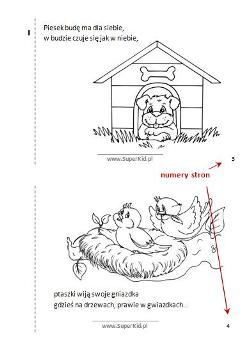 Piesek budę ma dla siebie,
w budzie czuje się jak w niebie,
www.SuperKid.pl
3
numery stron
ptaszki wiją swoje gniazdka
gdzieś na drzewach, prawie w gwiazdkach...
www.SuperKid.pl
4